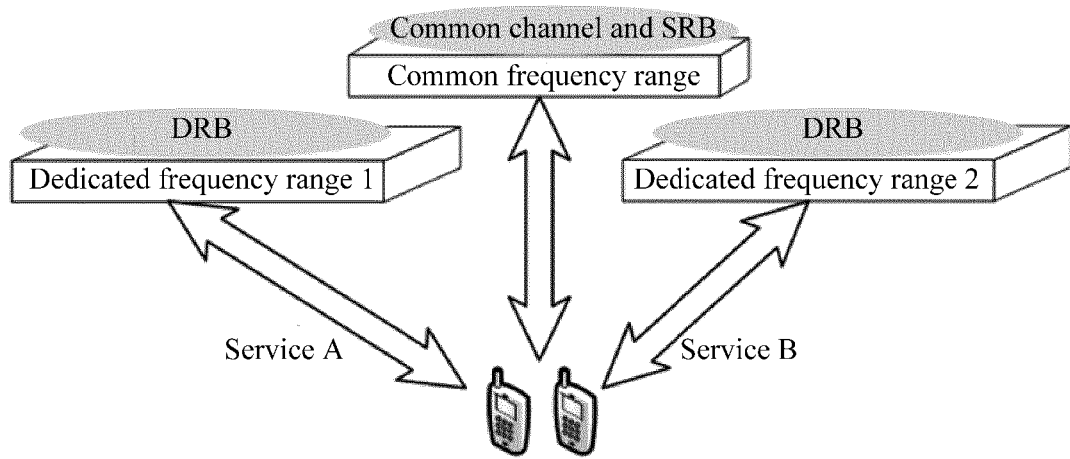 Common channel and SRB
Common frequency range
DRB
Dedicated frequency range 1
DRB
Dedicated frequency range 2
Service A
Service B